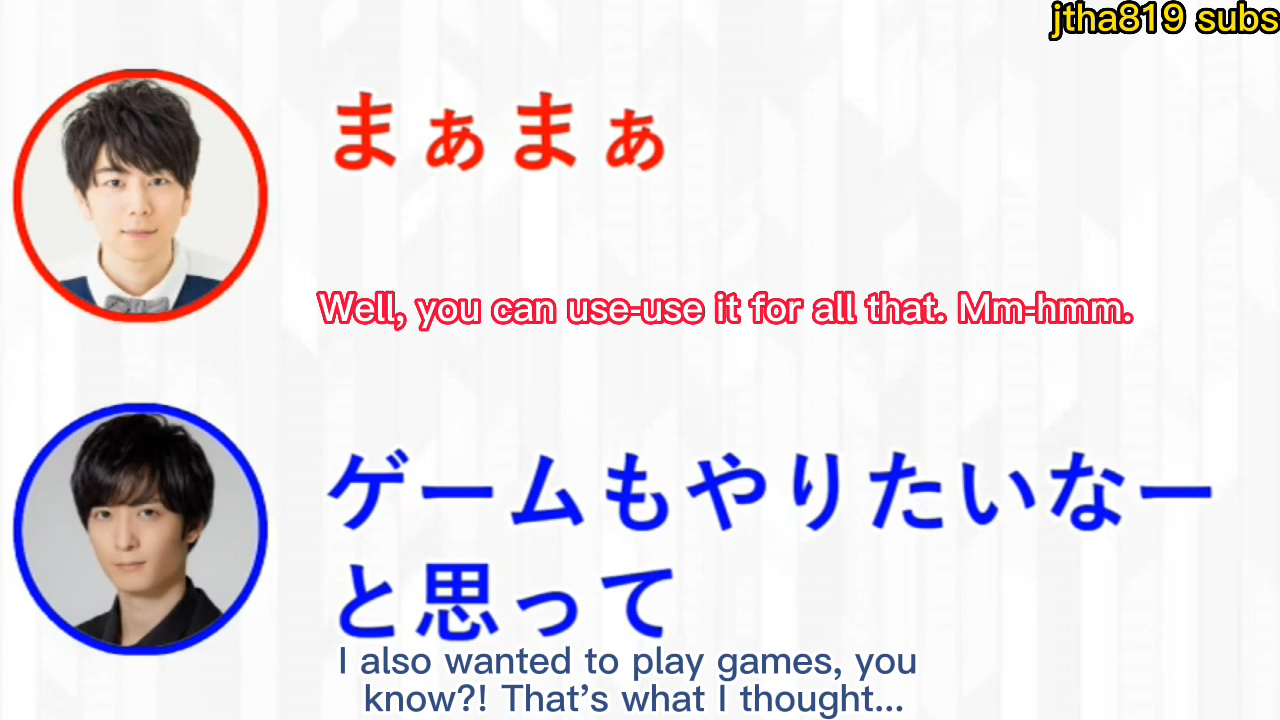 jtha819 subs
まぁまぁ
Well, you can use-use it for all that. Mm-hmm.
ゲームもやりたいなー
と思って
I also wanted to play games, you
know?! That's what I thought...